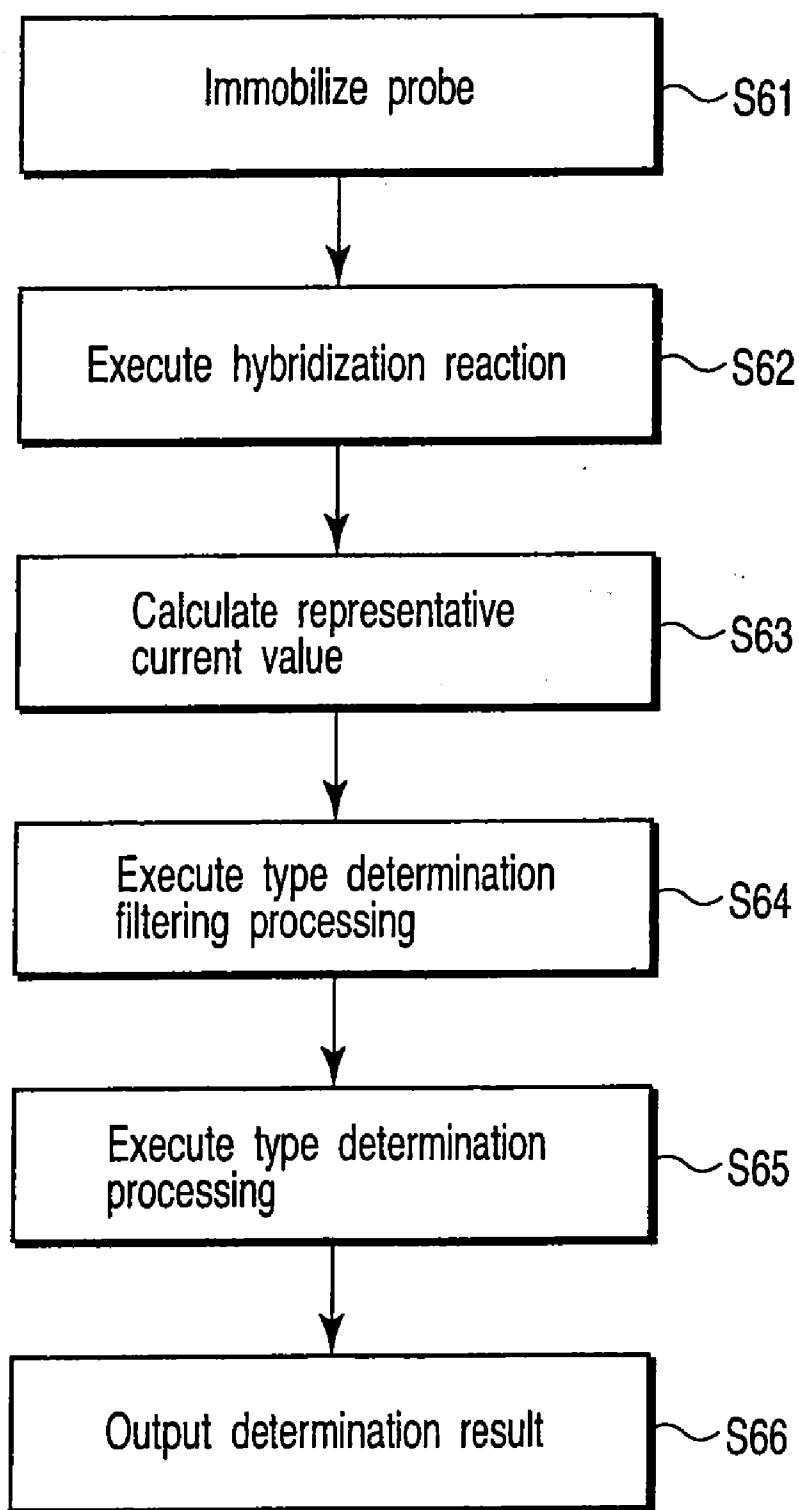 Immobilize probe
S61
Execute hybridization reaction
S62
Calculate representative
current value
S63
Execute type determination
filtering processing
S64
Execute type determination
processing
S65
Output determination result
S66